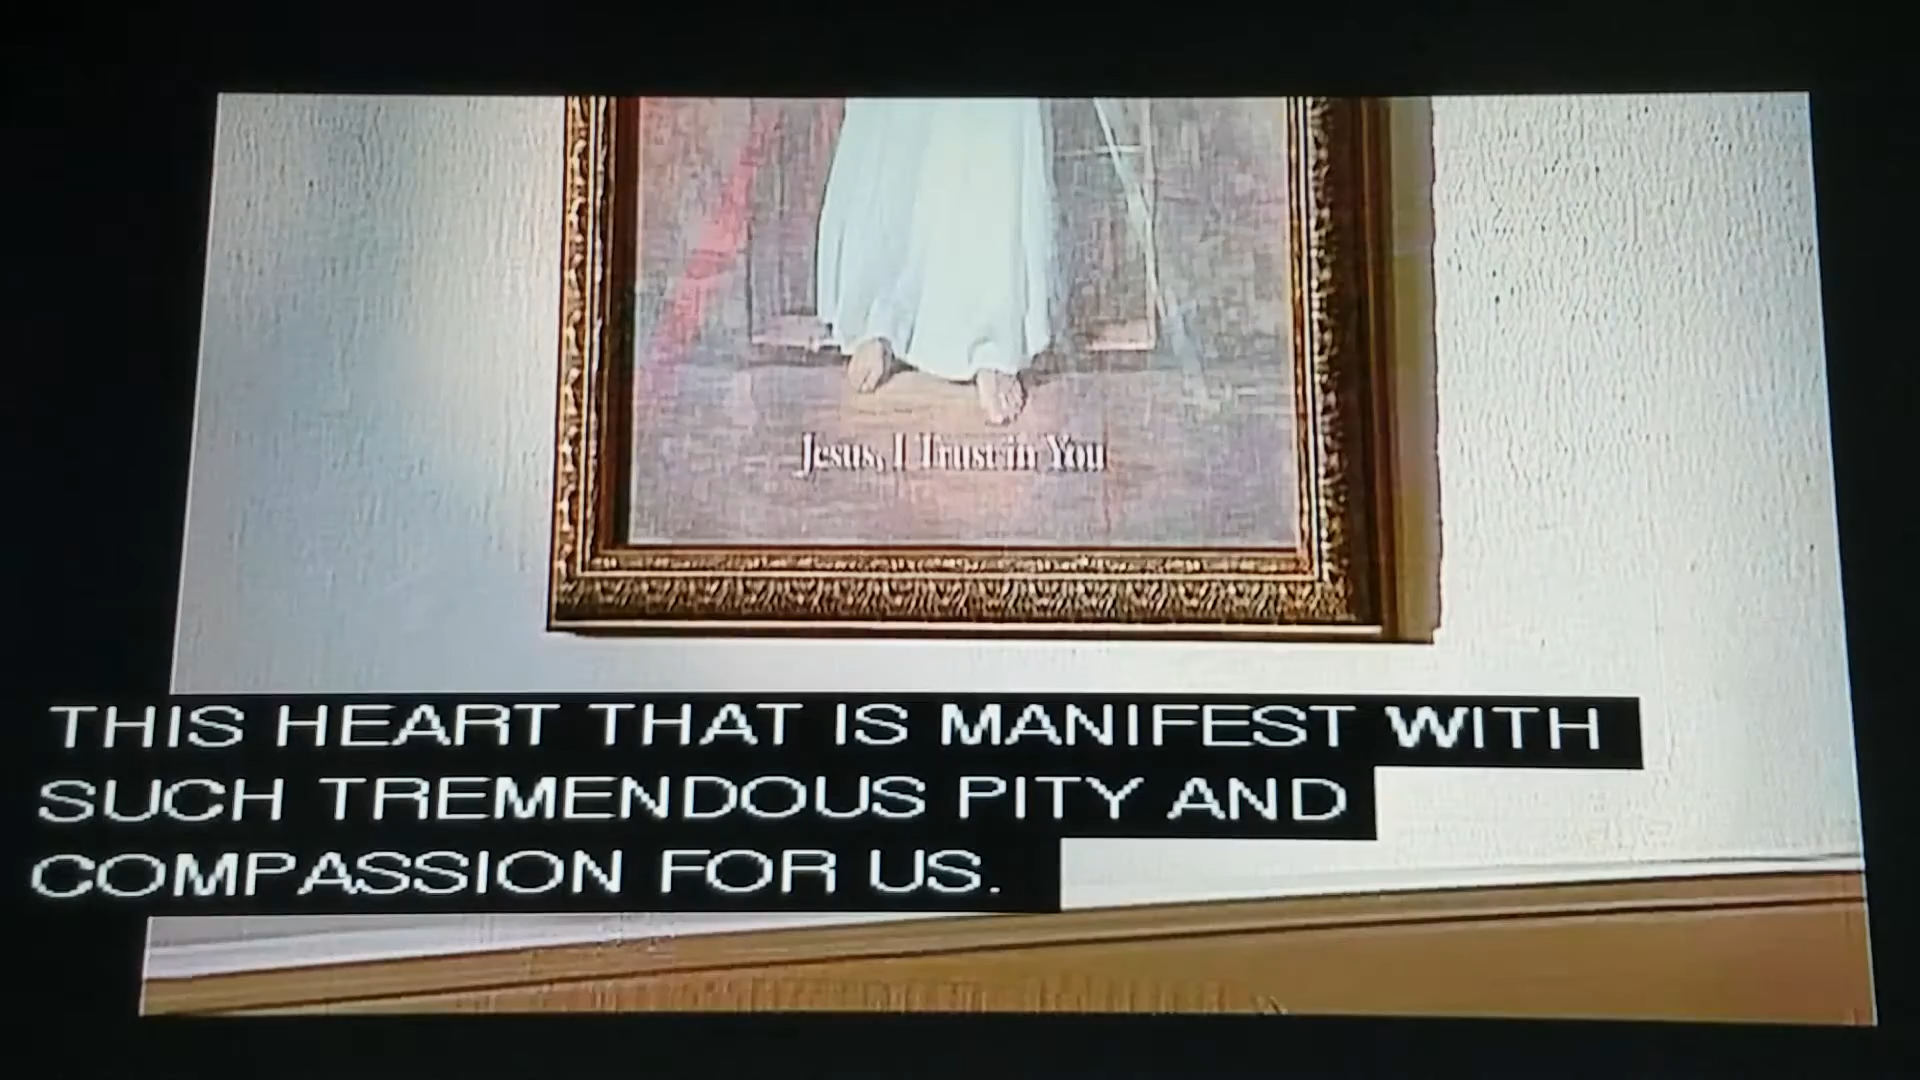 Jesus, I Trust in You
THIS HEART THAT IS MANIFEST WITH
SUCH TREMENDOUS PITY AND
COMPASSION FOR US.